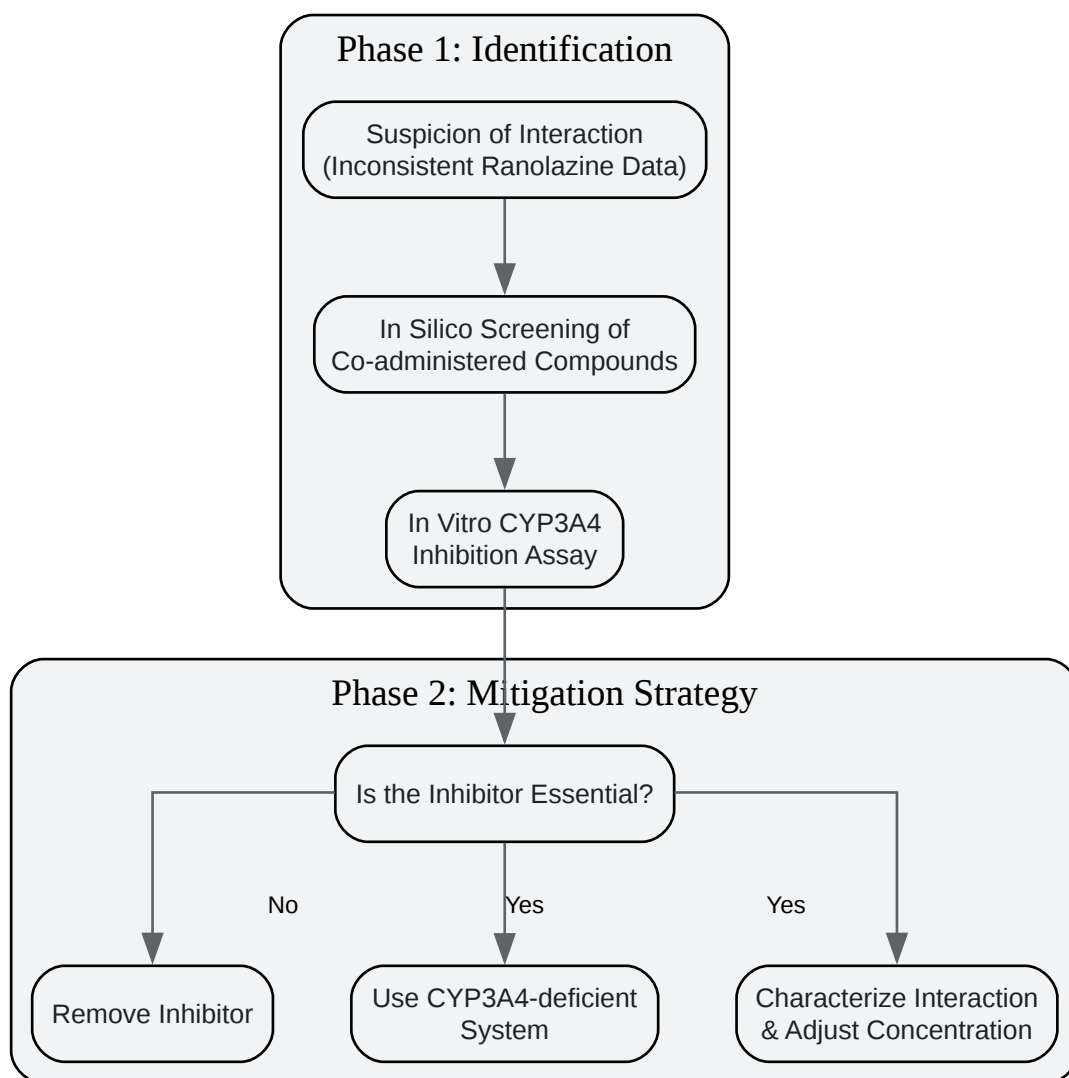 Phase 1: Identification
Suspicion of Interaction
(Inconsistent Ranolazine Data)
In Silico Screening of
Co-administered Compounds
In Vitro CYP3A4
Inhibition Assay
Phase 2: Mitigation Strategy
Is the Inhibitor Essential?
No
Yes
Yes
Remove Inhibitor
Use CYP3A4-deficient
System
Characterize Interaction
& Adjust Concentration